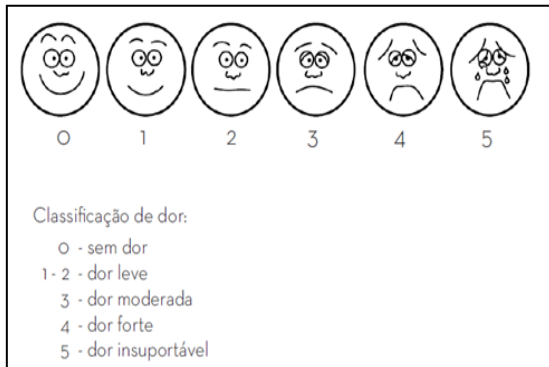 0 1 2 3 4 5
Classificação de dor:
0 - sem dor
1 - 2 - dor leve
3 - dor moderada
4 - dor forte
5 - dor insuportável